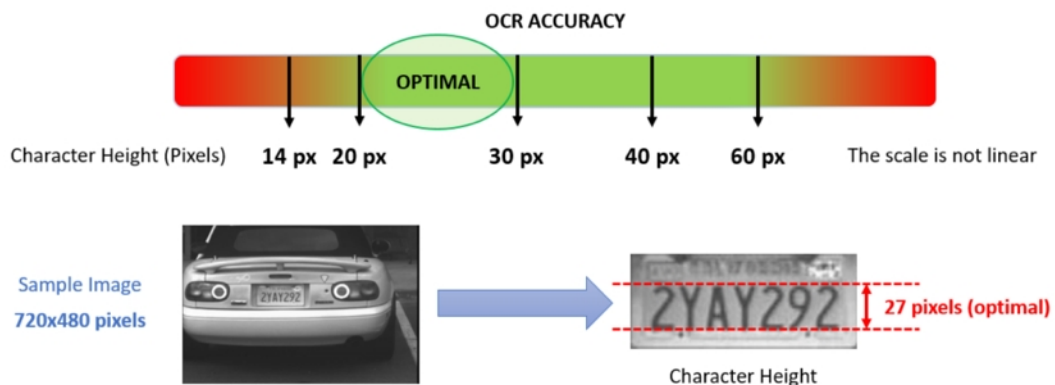 OCR ACCURACY
OPTIMAL
Character Height (Pixels) 14 px 20 px 30 px 40 px 60 px The scale is not linear
Sample Image
720x480 pixels
2YAY292
2YAY292
27 pixels (optimal)
Character Height